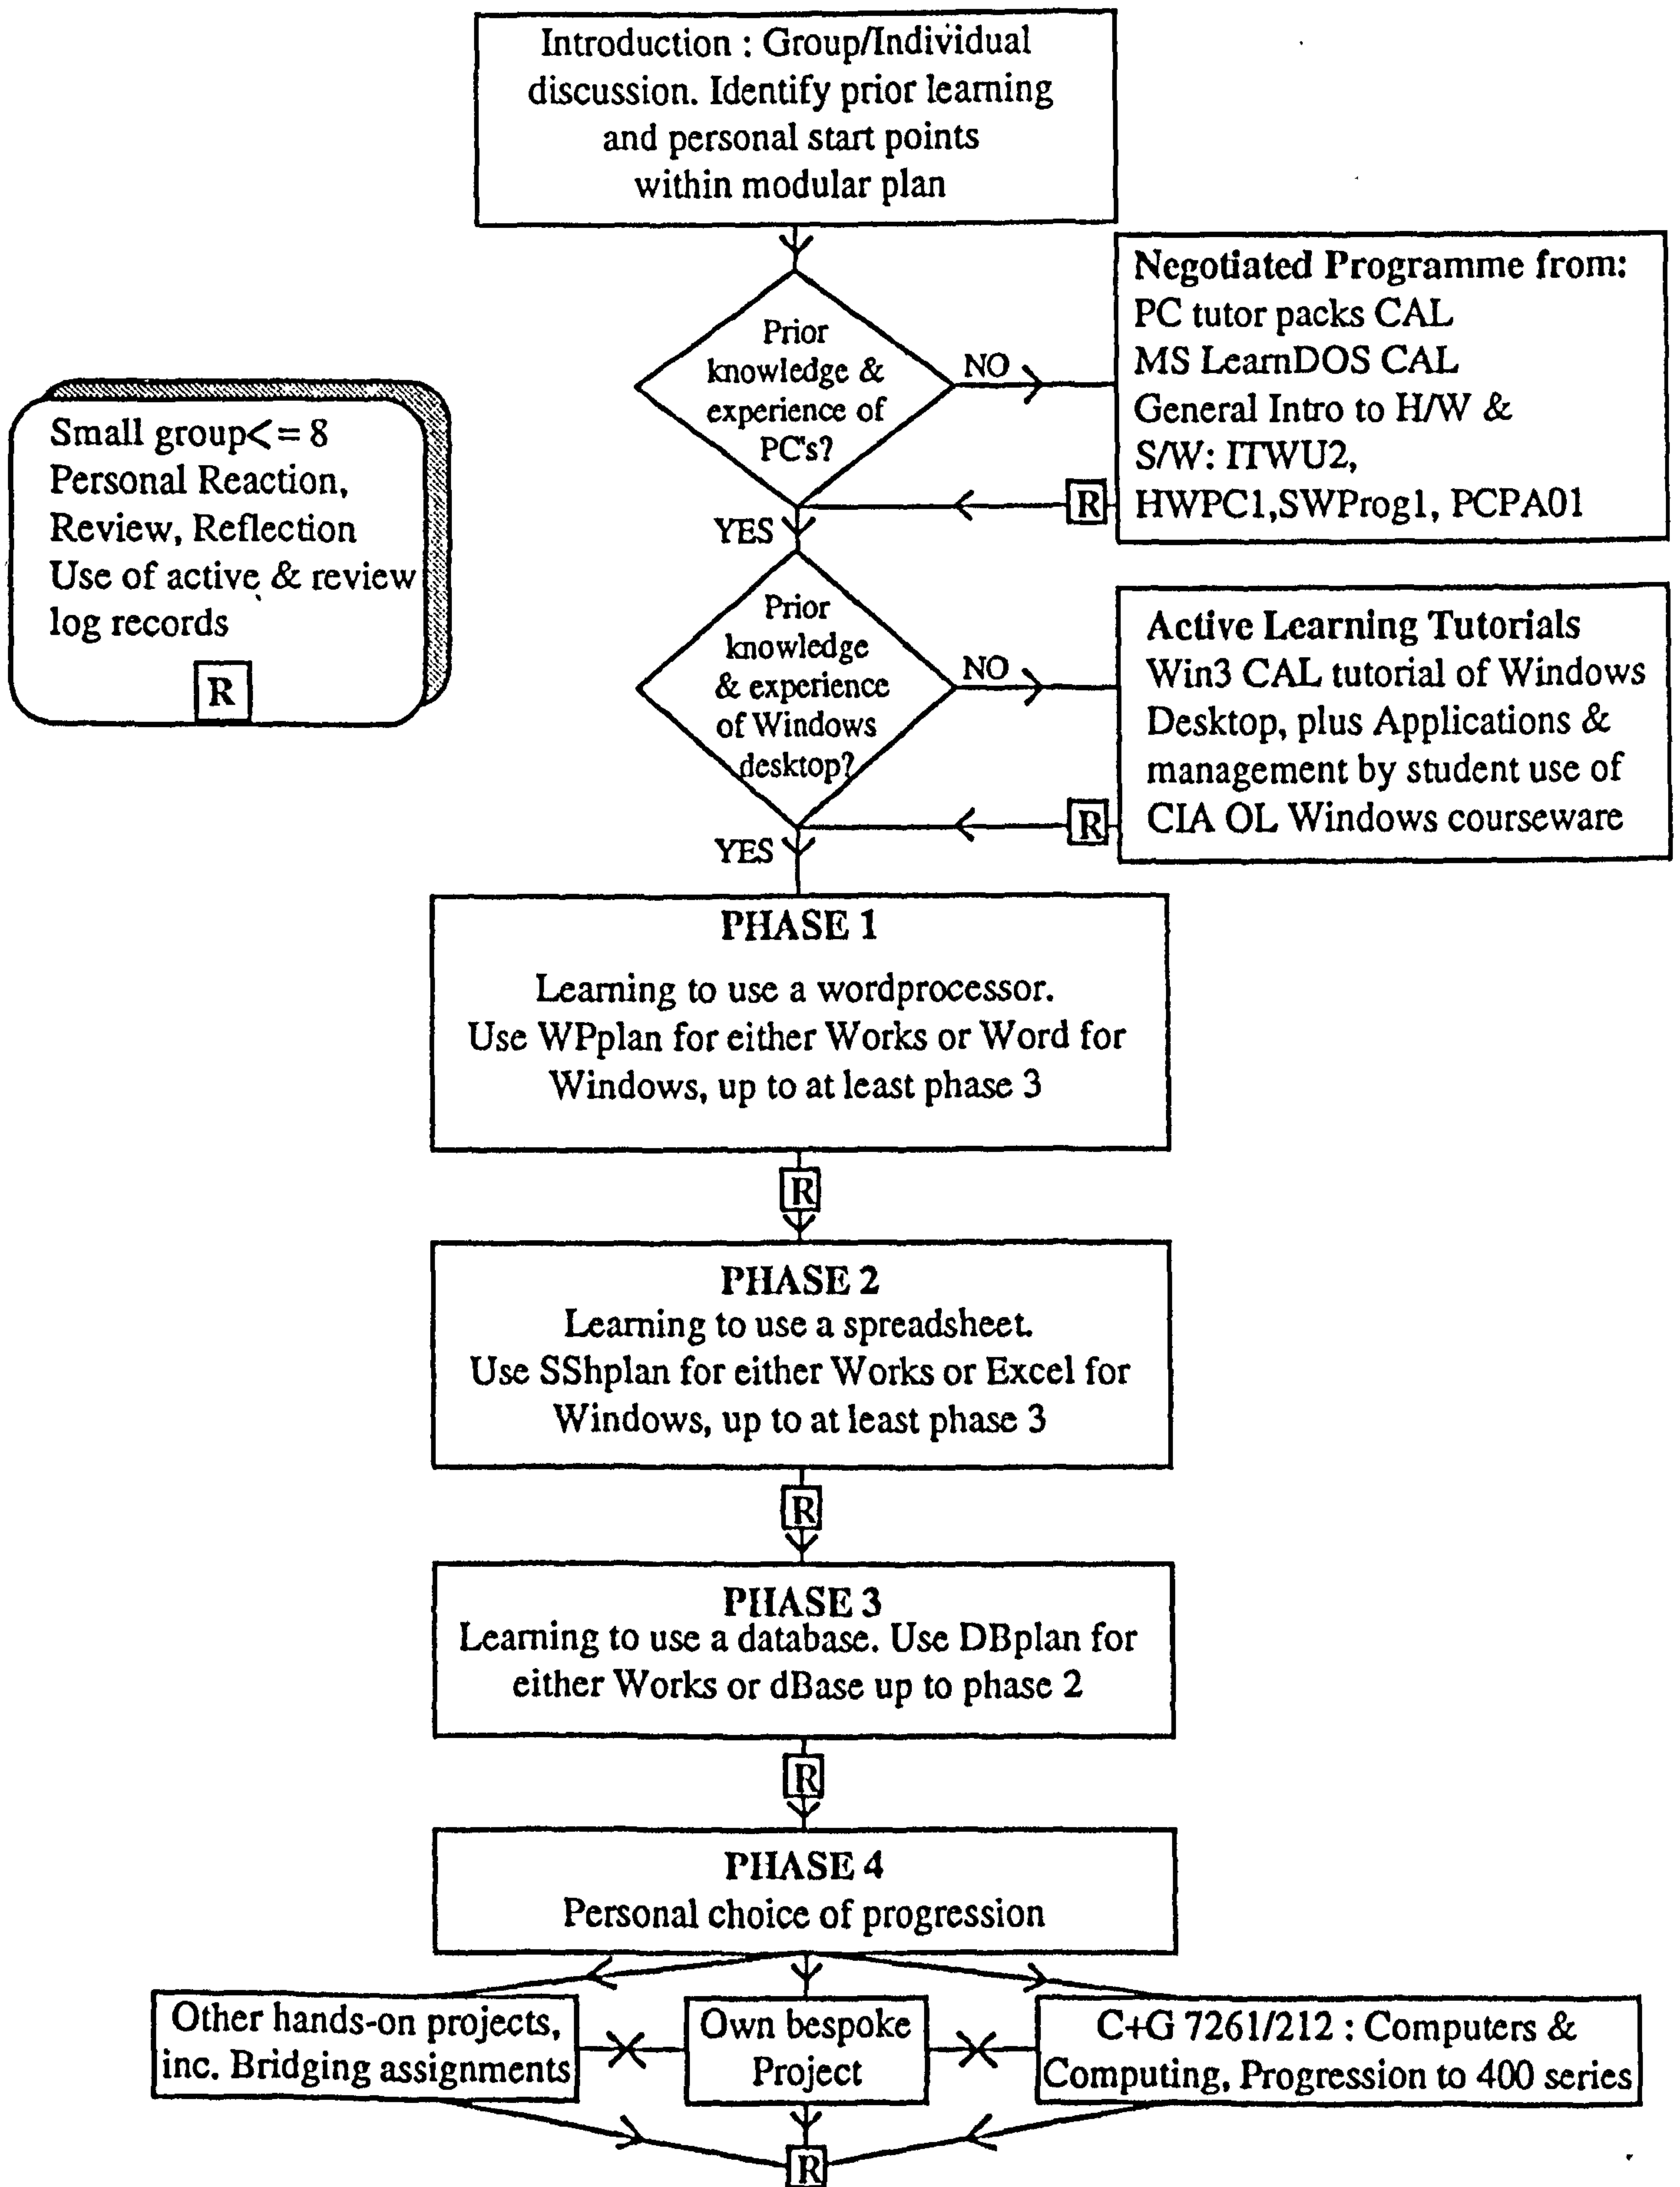 Introduction : Group/Individual
discussion. Identify prior learning
and personal start points
within modular plan
Prior
knowledge &
experience of
PC's?
NO
YES
Negotiated Programme from:
PC tutor packs CAL
MS LearnDOS CAL
General Intro to H/W &
S/W: ITWU2,
HWPC1,SWProg1, PCPA01
R
Small group<= 8
Personal Reaction,
Review, Reflection
Use of active & review
log records
R
Prior
knowledge
& experience
of Windows
desktop?
NO
YES
Active Learning Tutorials
Win3 CAL tutorial of Windows
Desktop, plus Applications &
management by student use of
CIA OL Windows courseware
R
PHASE 1
Learning to use a wordprocessor.
Use WPplan for either Works or Word for
Windows, up to at least phase 3
R
PHASE 2
Learning to use a spreadsheet.
Use SShplan for either Works or Excel for
Windows, up to at least phase 3
R
PHASE 3
Learning to use a database. Use DBplan for
either Works or dBase up to phase 2
R
PHASE 4
Personal choice of progression
Other hands-on projects,
inc. Bridging assignments
Own bespoke
Project
C+G 7261/212 : Computers &
Computing, Progression to 400 series
R